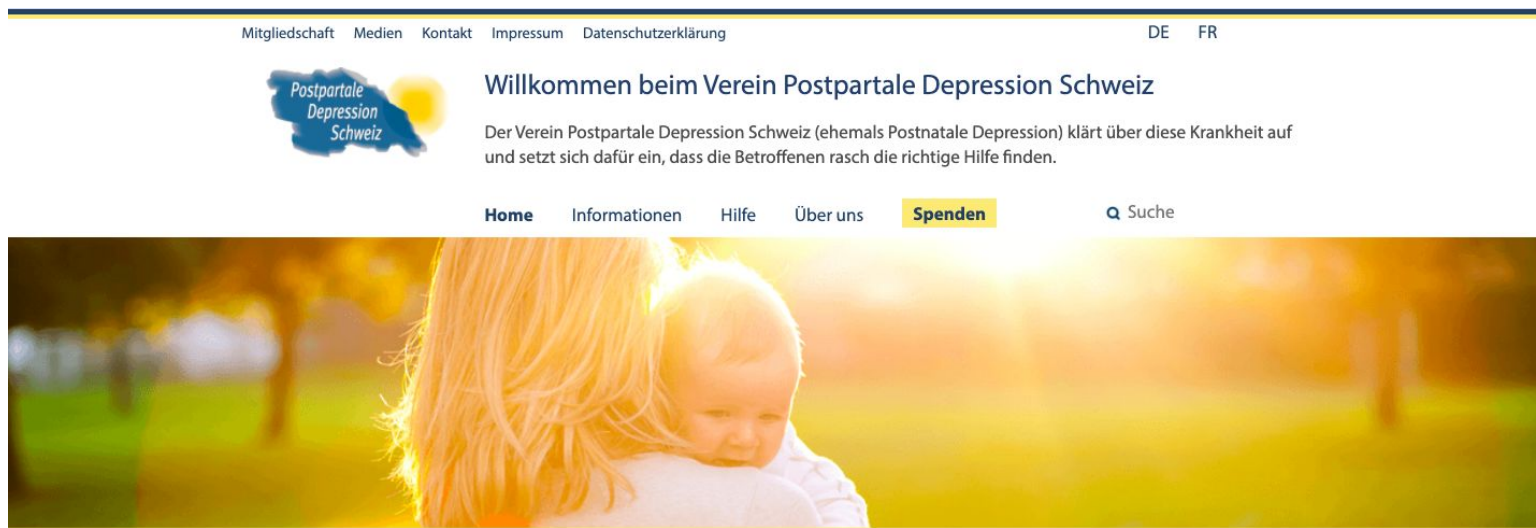 Mitgliedschaft Medien Kontakt Impressum Datenschutzerklärung DE FR
Postpartale
Depression
Schweiz
Willkommen beim Verein Postpartale Depression Schweiz
Der Verein Postpartale Depression Schweiz (ehemals Postnatale Depression) klärt über diese Krankheit auf
und setzt sich dafür ein, dass die Betroffenen rasch die richtige Hilfe finden.
Home Informationen Hilfe Über uns Spenden Suche